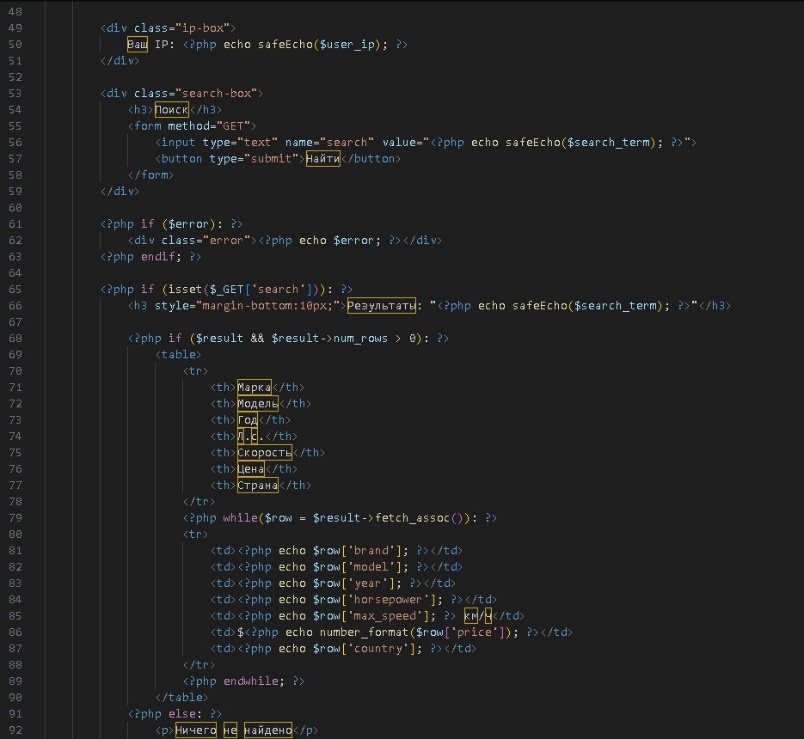 48
49 <div class="ip-box">
50 Ваш IP: <?php echo safeEcho($user_ip); ?>
51 </div>
52
53 <div class="search-box">
54 <h3>Поиск</h3>
55 <form method="GET">
56 <input type="text" name="search" value="<?php echo safeEcho($search_term); ?>">
57 <button type="submit">Найти</button>
58 </form>
59 </div>
60
61 <?php if ($error): ?>
62 <div class="error"><?php echo $error; ?></div>
63 <?php endif; ?>
64
65 <?php if (isset($_GET['search'])): ?>
66 <h3 style="margin-bottom:10px;">Результаты: "<?php echo safeEcho($search_term); ?>"</h3>
67
68 <?php if ($result && $result->num_rows > 0): ?>
69 <table>
70 <tr>
71 <th>Марка</th>
72 <th>Модель</th>
73 <th>Год</th>
74 <th>Л.с.</th>
75 <th>Скорость</th>
76 <th>Цена</th>
77 <th>Страна</th>
78 </tr>
79 <?php while($row = $result->fetch_assoc()): ?>
80 <tr>
81 <td><?php echo $row['brand']; ?></td>
82 <td><?php echo $row['model']; ?></td>
83 <td><?php echo $row['year']; ?></td>
84 <td><?php echo $row['horsepower']; ?></td>
85 <td><?php echo $row['max_speed']; ?> км/ч</td>
86 <td>$<?php echo number_format($row['price']); ?></td>
87 <td><?php echo $row['country']; ?></td>
88 </tr>
89 <?php endwhile; ?>
90 </table>
91 <?php else: ?>
92 <p>Ничего не найдено</p>